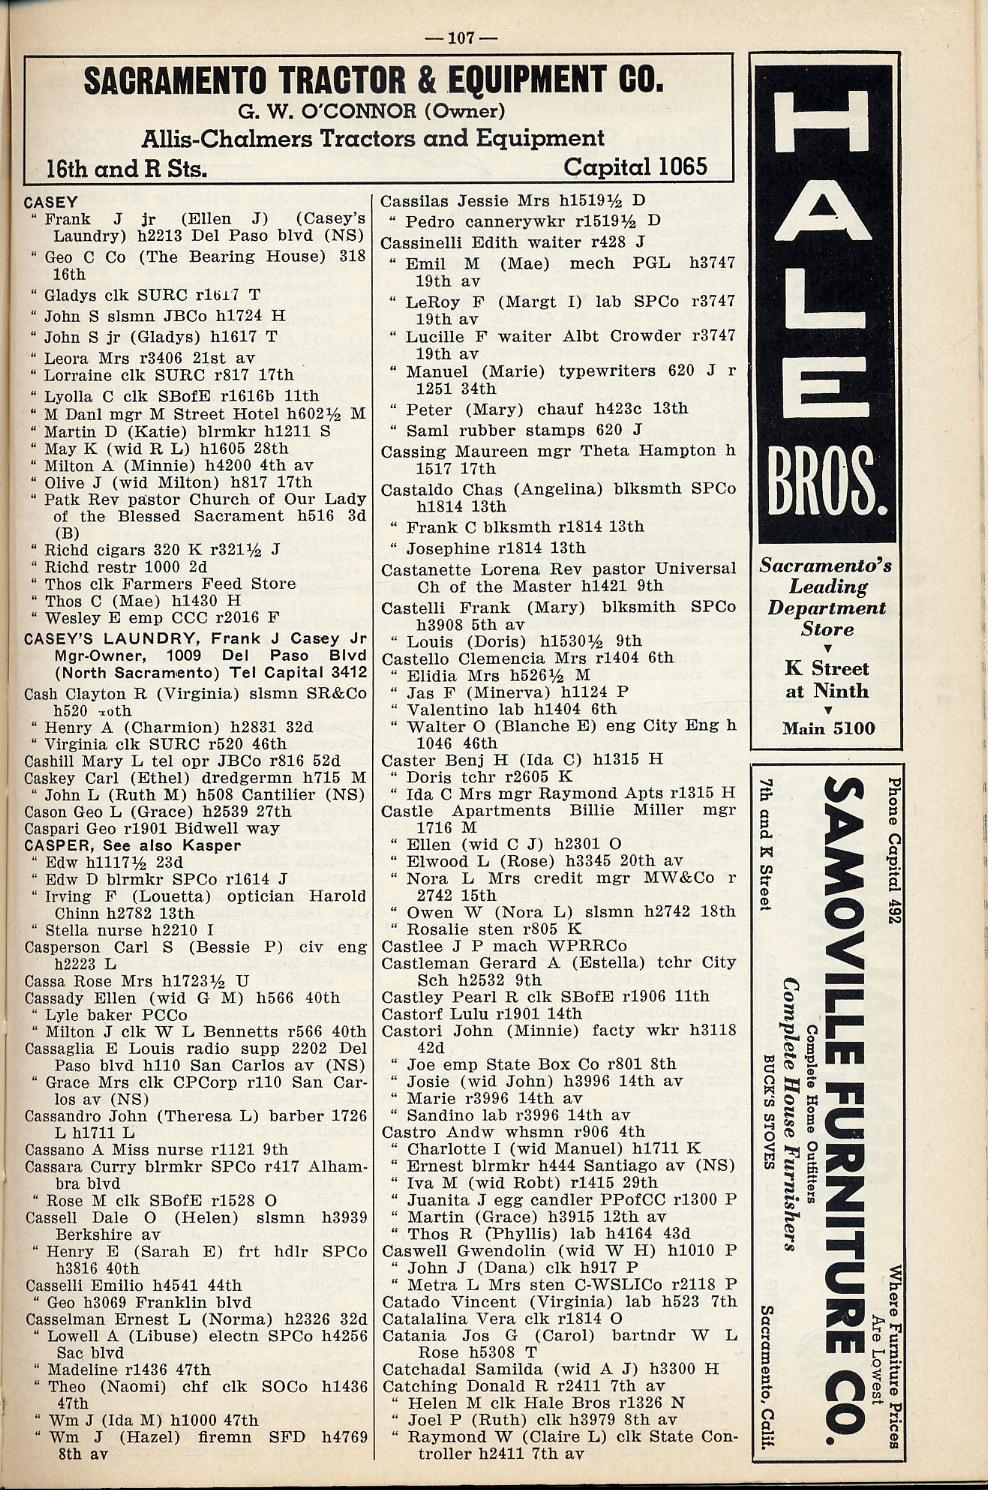 — 107 —
SACRAMENTO TRACTOR & EQUIPMENT CO.
G. W. O'CONNOR (Owner)
Allis-Chalmers Tractors and Equipment
16th and R Sts. Capital 1065
CASEY
" Frank J jr (Ellen J) (Casey's
Laundry) h2213 Del Paso blvd (NS)
" Geo C Co (The Bearing House) 318
16th
" Gladys clk SURC r1617 T
" John S slsmn JBCo h1724 H
" John S jr (Gladys) h1617 T
" Leora Mrs r3406 21st av
" Lorraine clk SURC r817 17th
" Lyolla C clk SBofE r1616b 11th
" M Danl mgr M Street Hotel h602½ M
" Martin D (Katie) blrmkr h1211 S
" May K (wid R L) h1605 28th
" Milton A (Minnie) h4200 4th av
" Olive J (wid Milton) h817 17th
" Patk Rev pastor Church of Our Lady
of the Blessed Sacrament h516 3d
(B)
" Richd cigars 320 K r321½ J
" Richd restr 1000 2d
" Thos clk Farmers Feed Store
" Thos C (Mae) h1430 H
" Wesley E emp CCC r2016 F
CASEY'S LAUNDRY, Frank J Casey Jr
Mgr-Owner, 1009 Del Paso Blvd
(North Sacramento) Tel Capital 3412
Cash Clayton R (Virginia) slsmn SR&Co
h520
" Henry A (Charmion) h2831 32d
" Virginia clk SURC r520 46th
Cashill Mary L tel opr JBCo r816 52d
Caskey Carl (Ethel) dredgermn h715 M
" John L (Ruth M) h508 Cantilier (NS)
Cason Geo L (Grace) h2539 27th
Caspari Geo r1901 Bidwell way
CASPER, See also Kasper
" Edw h1117½ 23d
" Edw D blrmkr SPCo r1614 J
" Irving F (Louetta) optician Harold
Chinn h2782 13th
" Stella nurse h2210 I
Casperson Carl S (Bessie P) civ eng
h2223 L
Cassa Rose Mrs h1723½ U
Cassady Ellen (wid G M) h566 40th
" Lyle baker PCCo
" Milton J clk W L Bennetts r566 40th
Cassaglia E Louis radio supp 2202 Del
Paso blvd h110 San Carlos av (NS)
" Grace Mrs clk CPCorp r110 San Car-
los av (NS)
Cassandro John (Theresa L) barber 1726
L h1711 L
Cassano A Miss nurse r1121 9th
Cassara Curry blrmkr SPCo r417 Alham-
bra blvd
" Rose M clk SBofE r1528 O
Cassell Dale O (Helen) slsmn h3939
Berkshire av
" Henry E (Sarah E) frt hdlr SPCo
h3816 40th
Casselli Emilio h4541 44th
" Geo h3069 Franklin blvd
Casselman Ernest L (Norma) h2326 32d
" Lowell A (Libuse) electn SPCo h4256
Sac blvd
" Madeline r1436 47th
" Theo (Naomi) chf clk SOCo h1436
47th
" Wm J (Ida M) h1000 47th
" Wm J (Hazel) firemn SFD h4769
8th av
Cassilas Jessie Mrs h1519½ D
" Pedro cannerywkr r1519½ D
Cassinelli Edith waiter r428 J
" Emil M (Mae) mech PGL h3747
19th av
" LeRoy F (Margt I) lab SPCo r3747
19th av
" Lucille F waiter Albt Crowder r3747
19th av
" Manuel (Marie) typewriters 620 J r
1251 34th
" Peter (Mary) chauf h423c 13th
" Saml rubber stamps 620 J
Cassing Maureen mgr Theta Hampton h
1517 17th
Castaldo Chas (Angelina) blksmth SPCo
h1814 13th
" Frank C blksmth r1814 13th
" Josephine r1814 13th
Castanette Lorena Rev pastor Universal
Ch of the Master h1421 9th
Castelli Frank (Mary) blksmith SPCo
h3908 5th av
" Louis (Doris) h1530½ 9th
Castello Clemencia Mrs r1404 6th
" Elidia Mrs h526½ M
" Jas F (Minerva) h1124 P
" Valentino lab h1404 6th
" Walter O (Blanche E) eng City Eng h
1046 46th
Caster Benj H (Ida C) h1315 H
" Doris tchr r2605 K
" Ida C Mrs mgr Raymond Apts r1315 H
Castle Apartments Billie Miller mgr
1716 M
" Ellen (wid C J) h2301 O
" Elwood L (Rose) h3345 20th av
" Nora L Mrs credit mgr MW&Co r
2742 15th
" Owen W (Nora L) slsmn h2742 18th
" Rosalie sten r805 K
Castlee J P mach WPRRCo
Castleman Gerard A (Estella) tchr City
Sch h2532 9th
Castley Pearl R clk SBofE r1906 11th
Castorf Lulu r1901 14th
Castori John (Minnie) facty wkr h3118
42d
" Joe emp State Box Co r801 8th
" Josie (wid John) h3996 14th av
" Marie r3996 14th av
" Sandino lab r3996 14th av
Castro Andw whsmn r906 4th
" Charlotte I (wid Manuel) h1711 K
" Ernest blrmkr h444 Santiago av (NS)
" Iva M (wid Robt) r1415 29th
" Juanita J egg candler PPofCC r1300 P
" Martin (Grace) h3915 12th av
" Thos R (Phyllis) lab h4164 43d
Caswell Gwendolin (wid W H) h1010 P
" John J (Dana) clk h917 P
" Metra L Mrs sten C-WSLICo r2118 P
Catado Vincent (Virginia) lab h523 7th
Catalalina Vera clk r1814 O
Catania Jos G (Carol) bartndr W L
Rose h5308 T
Catchadal Samilda (wid A J) h3300 H
Catching Donald R r2411 7th av
" Helen M clk Hale Bros r1326 N
" Joel P (Ruth) clk h3979 8th av
" Raymond W (Claire L) clk State Con-
troller h2411 7th av
HALE
BROS.
Sacramento's
Leading
Department
Store
K Street
at Ninth
Main 5100
Phone Capital 492
Where Furniture Prices
Are Lowest
SAMOVILLE FURNITURE CO.
Complete Home Outfitters
Complete House Furnishers
BUCK'S STOVES
7th and K Street
Sacramento, Calif.